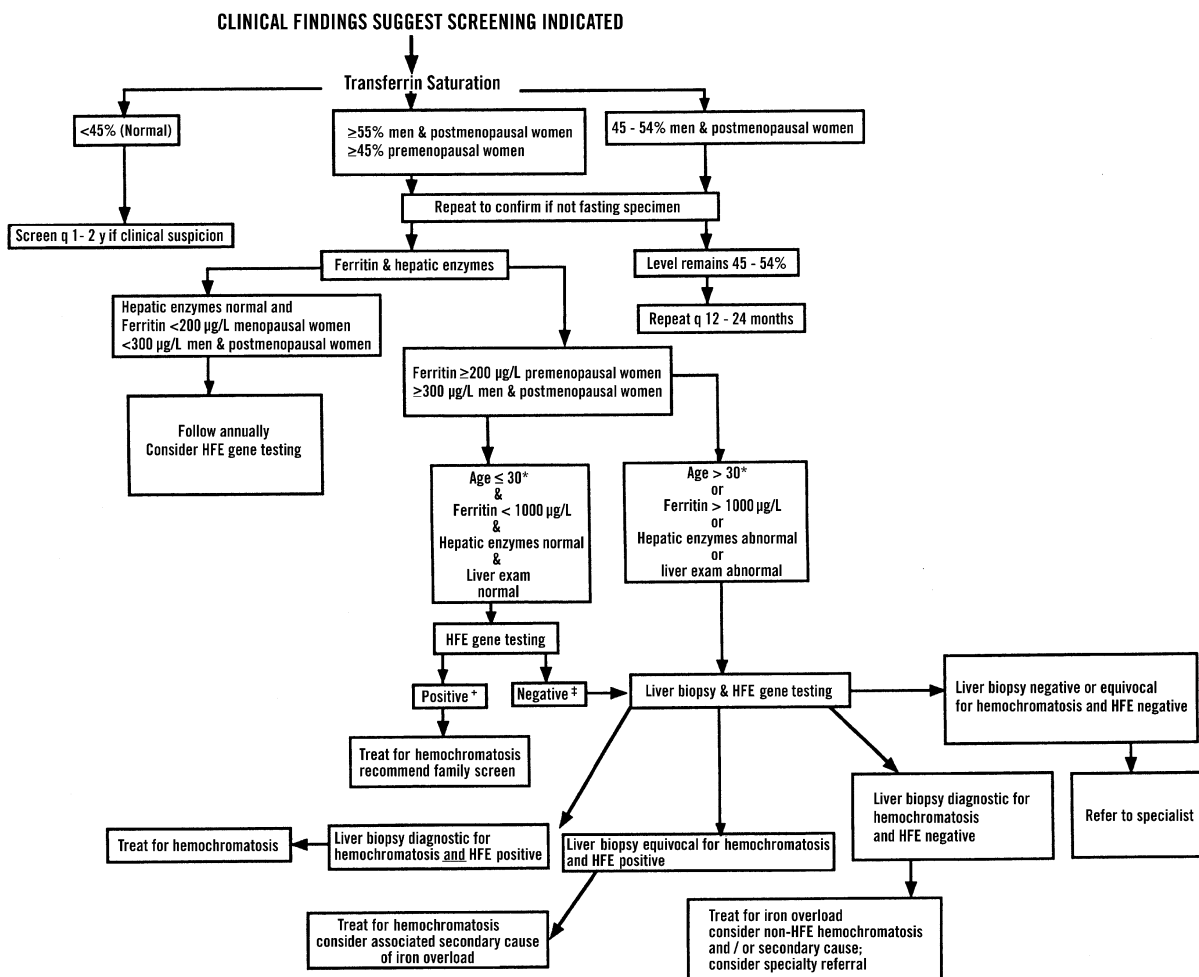 CLINICAL FINDINGS SUGGEST SCREENING INDICATED
Transferrin Saturation
<45% (Normal)
≥55% men & postmenopausal women
≥45% premenopausal women
45 - 54% men & postmenopausal women
Repeat to confirm if not fasting specimen
Screen q 1- 2 y if clinical suspicion
Ferritin & hepatic enzymes
Level remains 45 - 54%
Hepatic enzymes normal and
Ferritin <200 µg/L menopausal women
<300 µg/L men & postmenopausal women
Repeat q 12 - 24 months
Ferritin ≥200 µg/L premenopausal women
≥300 µg/L men & postmenopausal women
Follow annually
Consider HFE gene testing
Age ≤ 30*
&
Ferritin < 1000 µg/L
&
Hepatic enzymes normal
&
Liver exam
normal
Age > 30*
or
Ferritin > 1000 µg/L
or
Hepatic enzymes abnormal
or
liver exam abnormal
HFE gene testing
Positive +
Negative ‡
Liver biopsy & HFE gene testing
Liver biopsy negative or equivocal
for hemochromatosis and HFE negative
Treat for hemochromatosis
recommend family screen
Liver biopsy diagnostic for
hemochromatosis
and HFE negative
Refer to specialist
Treat for hemochromatosis
Liver biopsy diagnostic for
hemochromatosis and HFE positive
Liver biopsy equivocal for hemochromatosis
and HFE positive
Treat for hemochromatosis
consider associated secondary cause
of iron overload
Treat for iron overload
consider non-HFE hemochromatosis
and / or secondary cause;
consider specialty referral